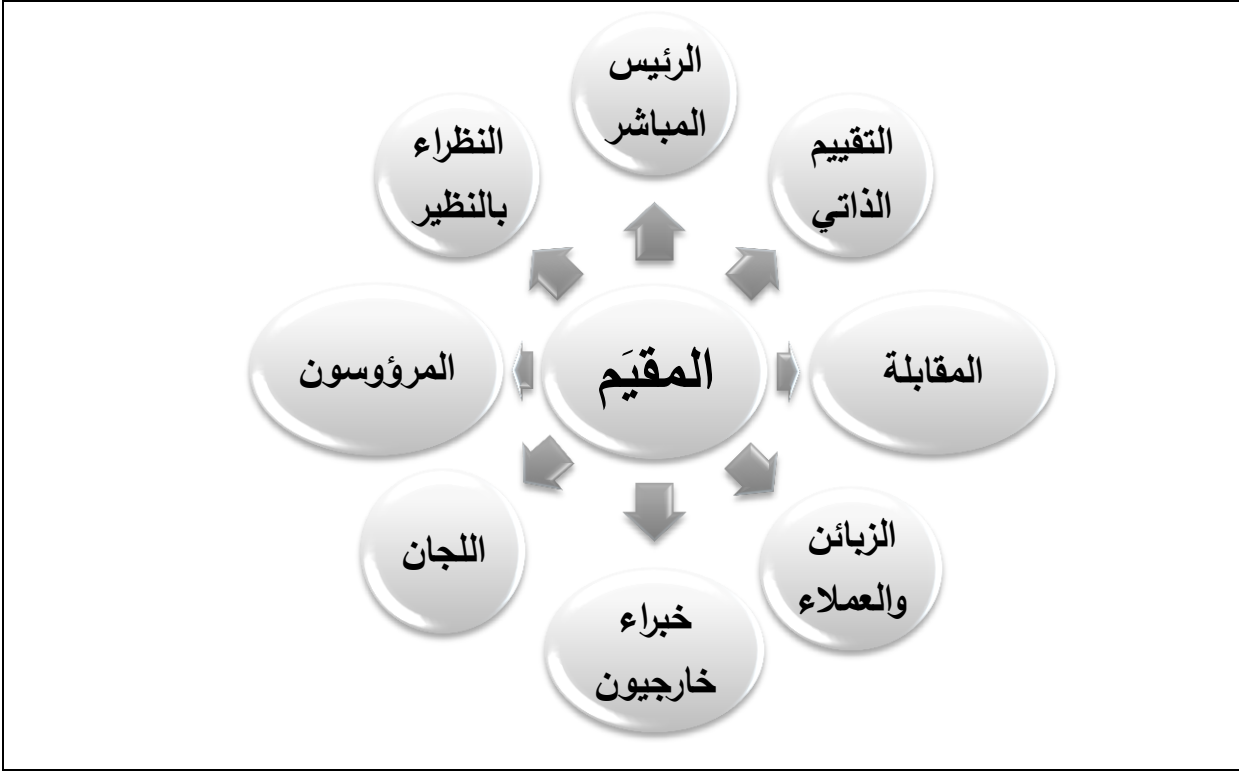 الرئيس
المباشر
التقييم
الذاتي
النظراء
بالنظير
المقابلة
المقيَم
المرؤوسون
الزبائن
والعملاء
اللجان
خبراء
خارجيون